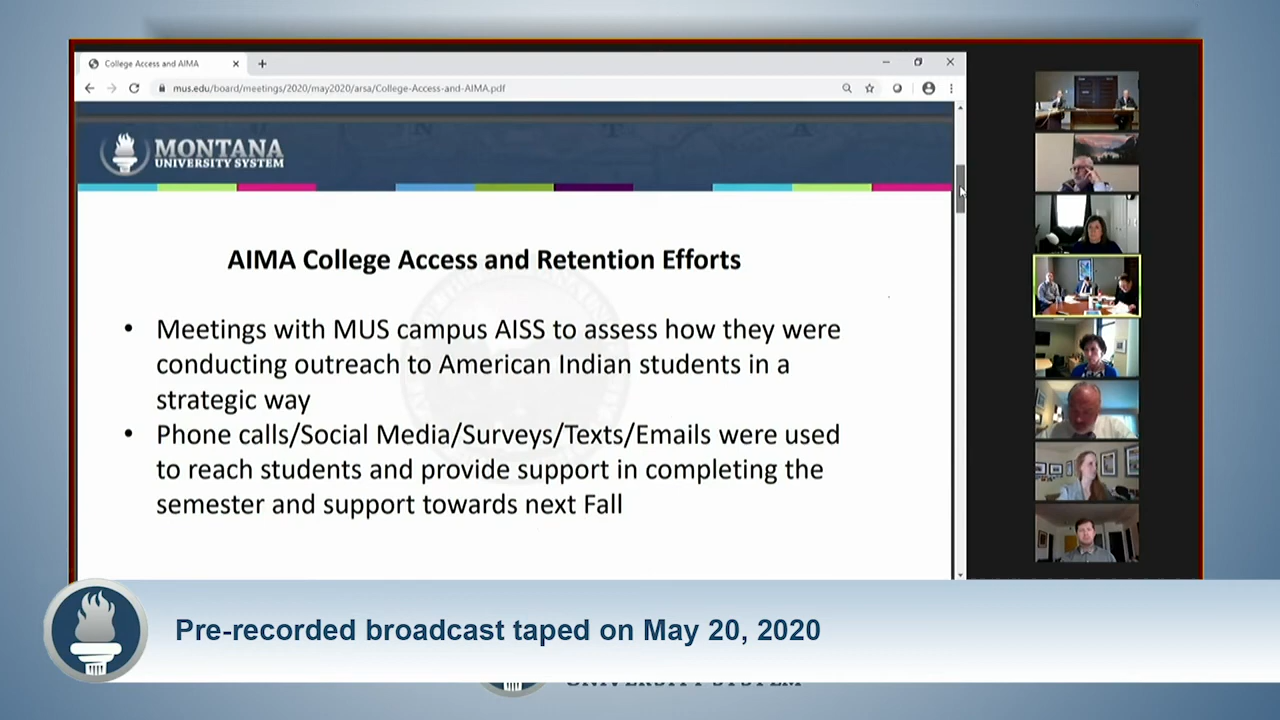 College Access and AIMA
mus.edu/board/meetings/2020/may2020/arsa/College-Access-and-AIMA.pdf
MONTANA
UNIVERSITY SYSTEM
AIMA College Access and Retention Efforts
• Meetings with MUS campus AISS to assess how they were
conducting outreach to American Indian students in a
strategic way
• Phone calls/Social Media/Surveys/Texts/Emails were used
to reach students and provide support in completing the
semester and support towards next Fall
Pre-recorded broadcast taped on May 20, 2020